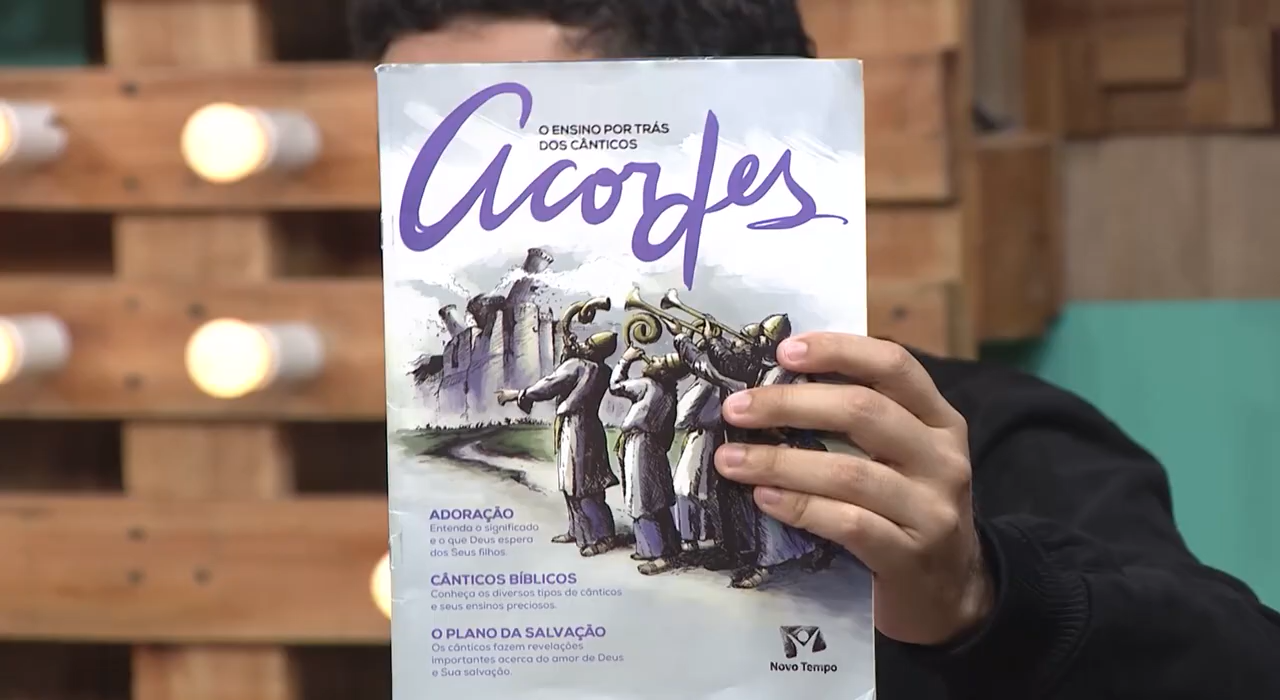 O ENSINO POR TRÁS
DOS CÂNTICOS
Acordes
ADORAÇÃO
Entenda o significado
e o que Deus espera
dos Seus filhos.
CÂNTICOS BÍBLICOS
Conheça os diversos tipos de cânticos
e seus ensinos preciosos.
O PLANO DA SALVAÇÃO
Os cânticos fazem revelações
importantes acerca do amor de Deus
e Sua salvação.
Novo Tempo